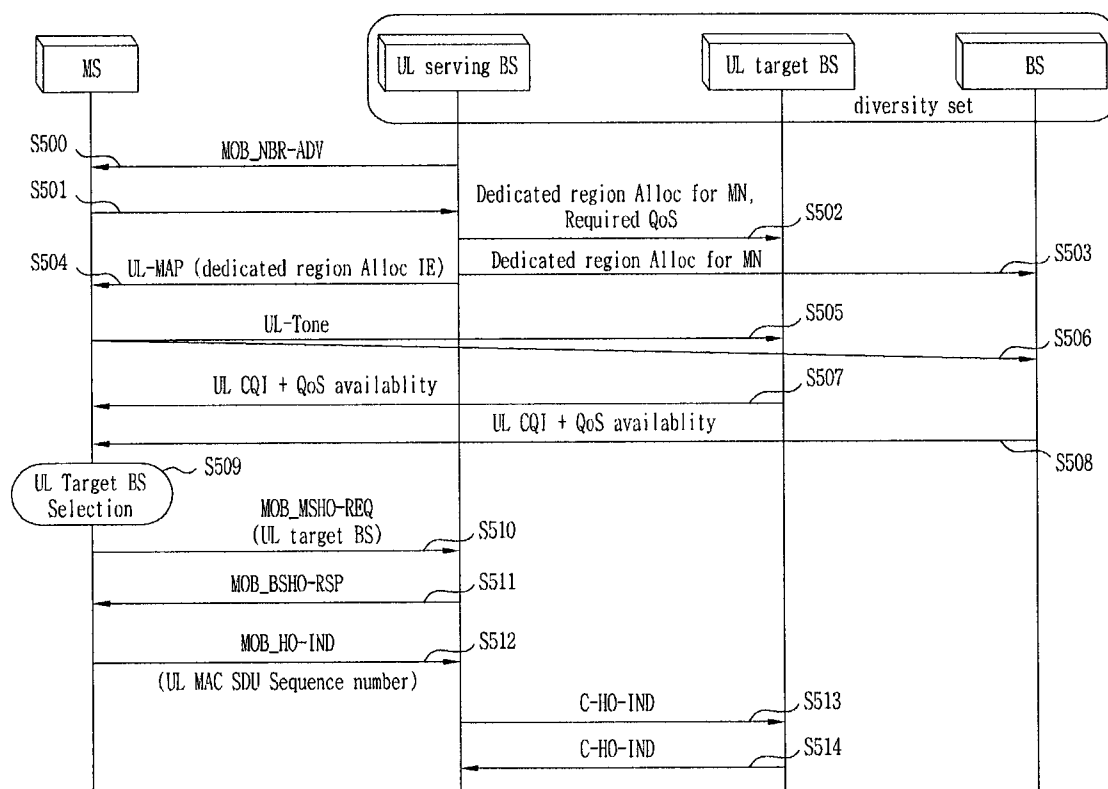 MS
UL serving BS
UL target BS
BS
diversity set
S500
MOB_NBR-ADV
S501
Dedicated region Alloc for MN,
Required QoS
S502
S504
UL-MAP (dedicated region Alloc IE)
Dedicated region Alloc for MN
S503
UL-Tone
S505
S506
UL CQI + QoS availablity
S507
UL CQI + QoS availablity
S508
S509
UL Target BS
Selection
MOB_MSHO-REQ
(UL target BS)
S510
MOB_BSHO-RSP
S511
MOB_HO-IND
S512
(UL MAC SDU Sequence number)
C-HO-IND
S513
C-HO-IND
S514